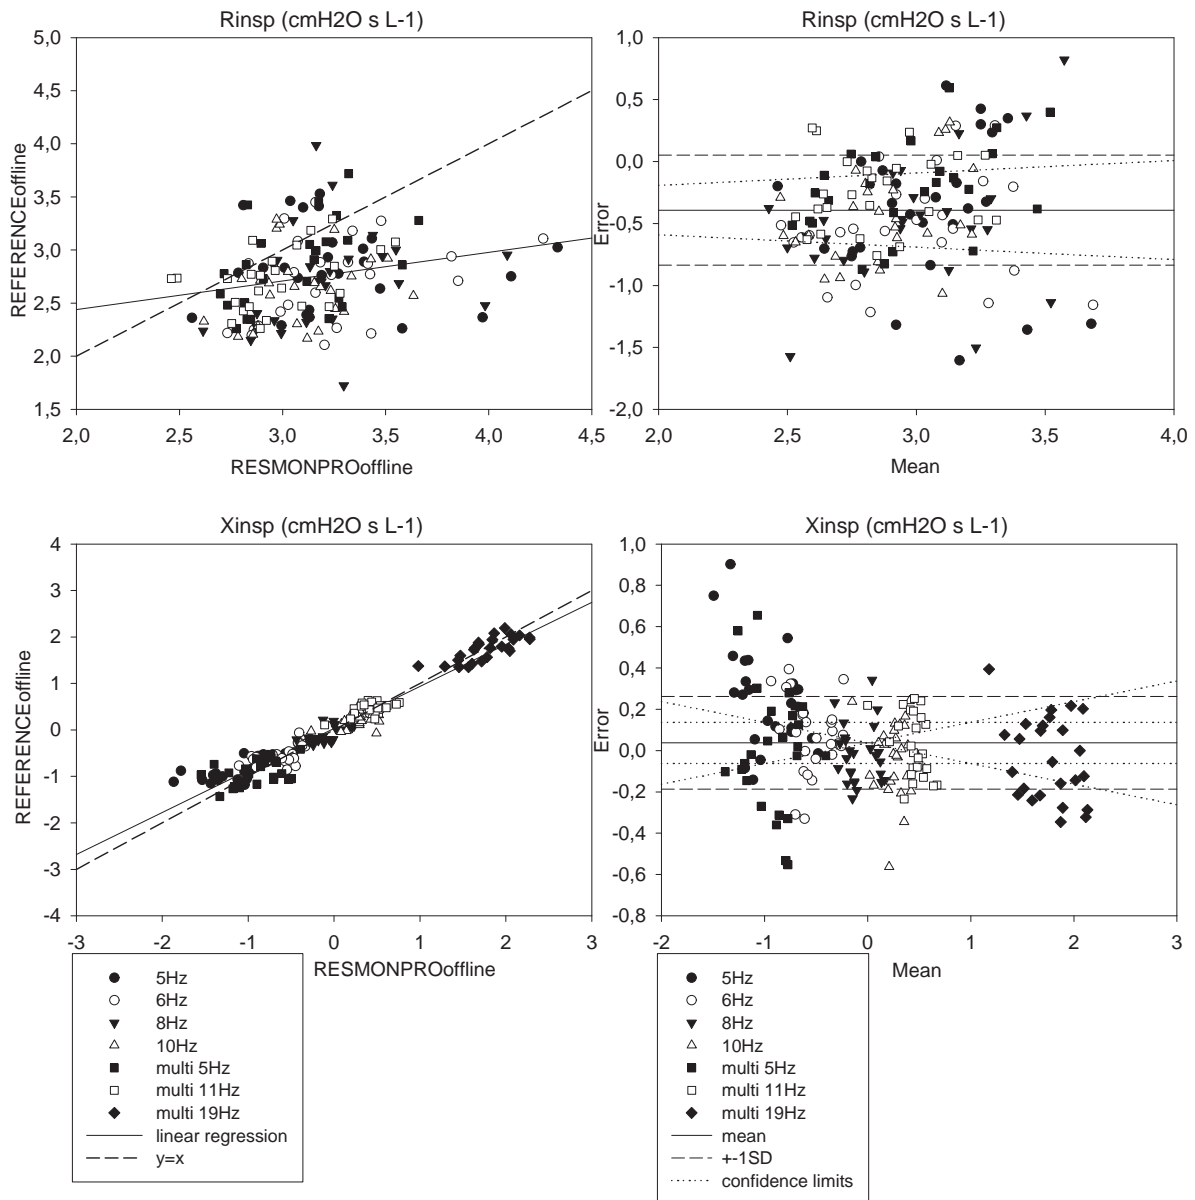 Rinsp (cmH2O s L-1)
5,0
4,5
4,0
3,5
3,0
2,5
2,0
1,5
REFERENCEoffline
2,0 2,5 3,0 3,5 4,0 4,5
RESMONPROoffline
Rinsp (cmH2O s L-1)
1,0
0,5
0,0
-0,5
-1,0
-1,5
-2,0
Error
2,0 2,5 3,0 3,5 4,0
Mean
Xinsp (cmH2O s L-1)
4
3
2
1
0
-1
-2
-3
-4
REFERENCEoffline
-3 -2 -1 0 1 2 3
RESMONPROoffline
5Hz
6Hz
8Hz
10Hz
multi 5Hz
multi 11Hz
multi 19Hz
linear regression
y=x
Xinsp (cmH2O s L-1)
1,0
0,8
0,6
0,4
0,2
0,0
-0,2
-0,4
-0,6
-0,8
Error
-2 -1 0 1 2 3
Mean
5Hz
6Hz
8Hz
10Hz
multi 5Hz
multi 11Hz
multi 19Hz
mean
+-1SD
confidence limits